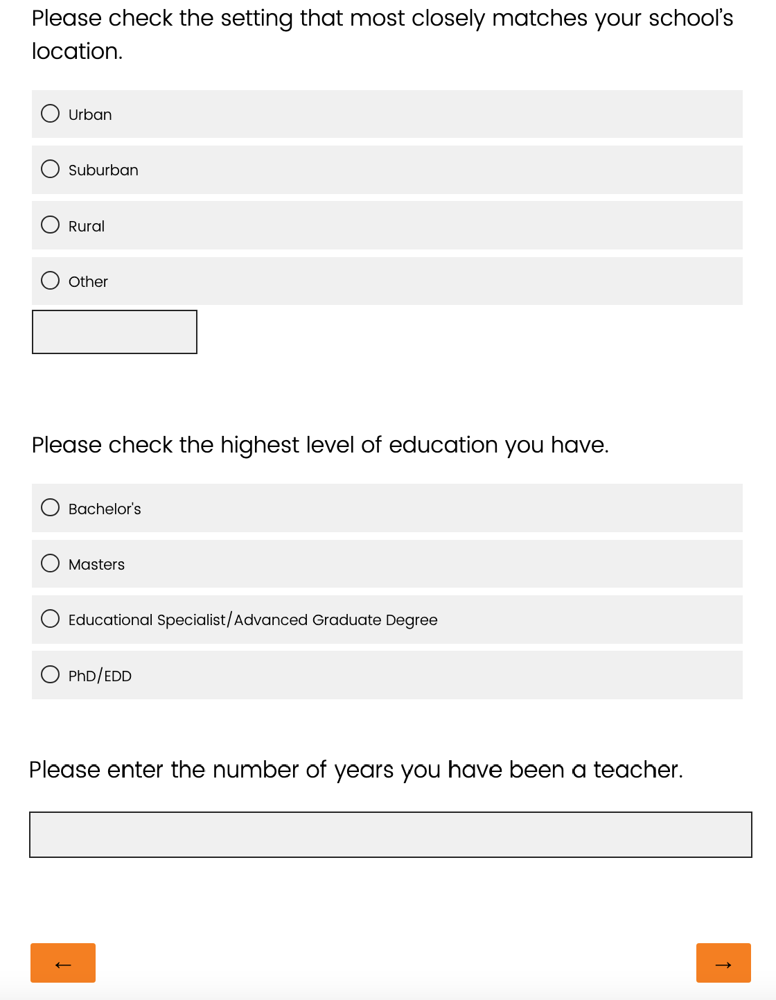 Please check the setting that most closely matches your school’s
location.
Urban
Suburban
Rural
Other
Please check the highest level of education you have.
Bachelor's
Masters
Educational Specialist/Advanced Graduate Degree
PhD/EDD
Please enter the number of years you have been a teacher.
←
→